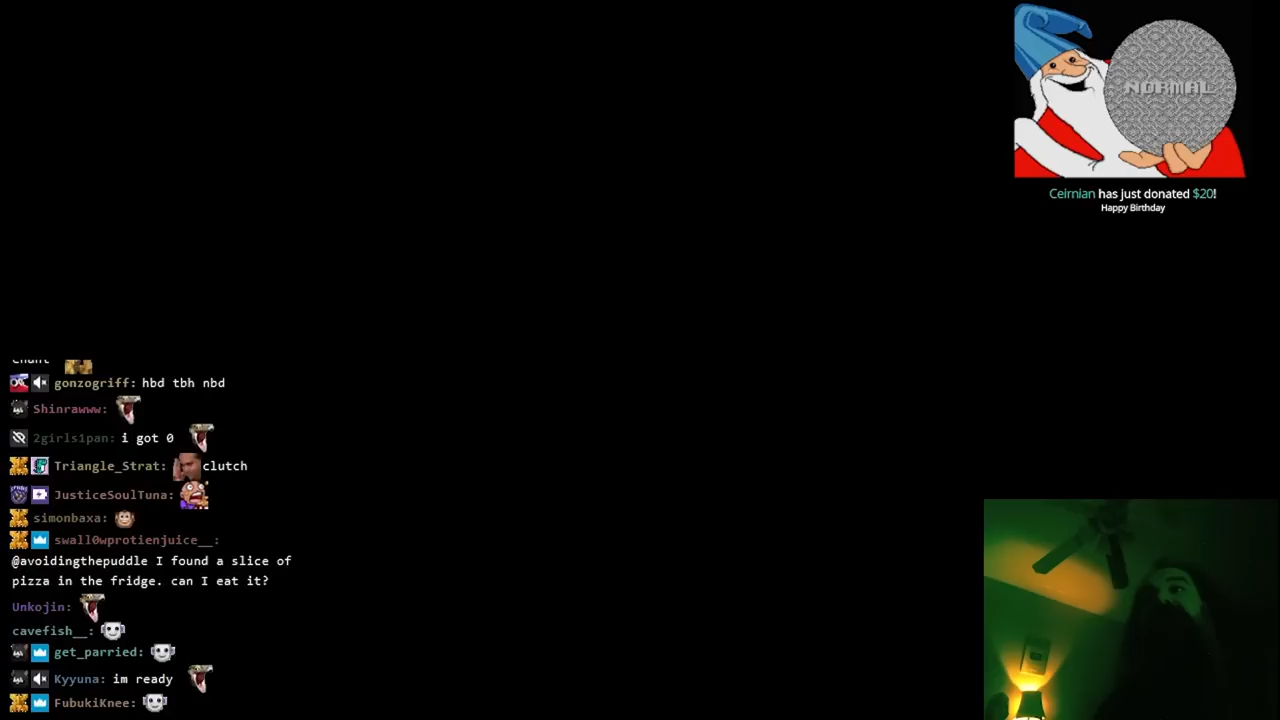 NORMAL
Ceirnian has just donated $20!
Happy Birthday
gonzogriff: hbd tbh nbd
Shinrawww:
2girls1pan: i got 0
Triangle_Strat: clutch
JusticeSoulTuna:
simonbaxa:
swall0wprotienjuice__:
@avoidingthepuddle I found a slice of
pizza in the fridge. can I eat it?
Unkojin:
cavefish__:
get_parried:
Kyyuna: im ready
FubukiKnee: